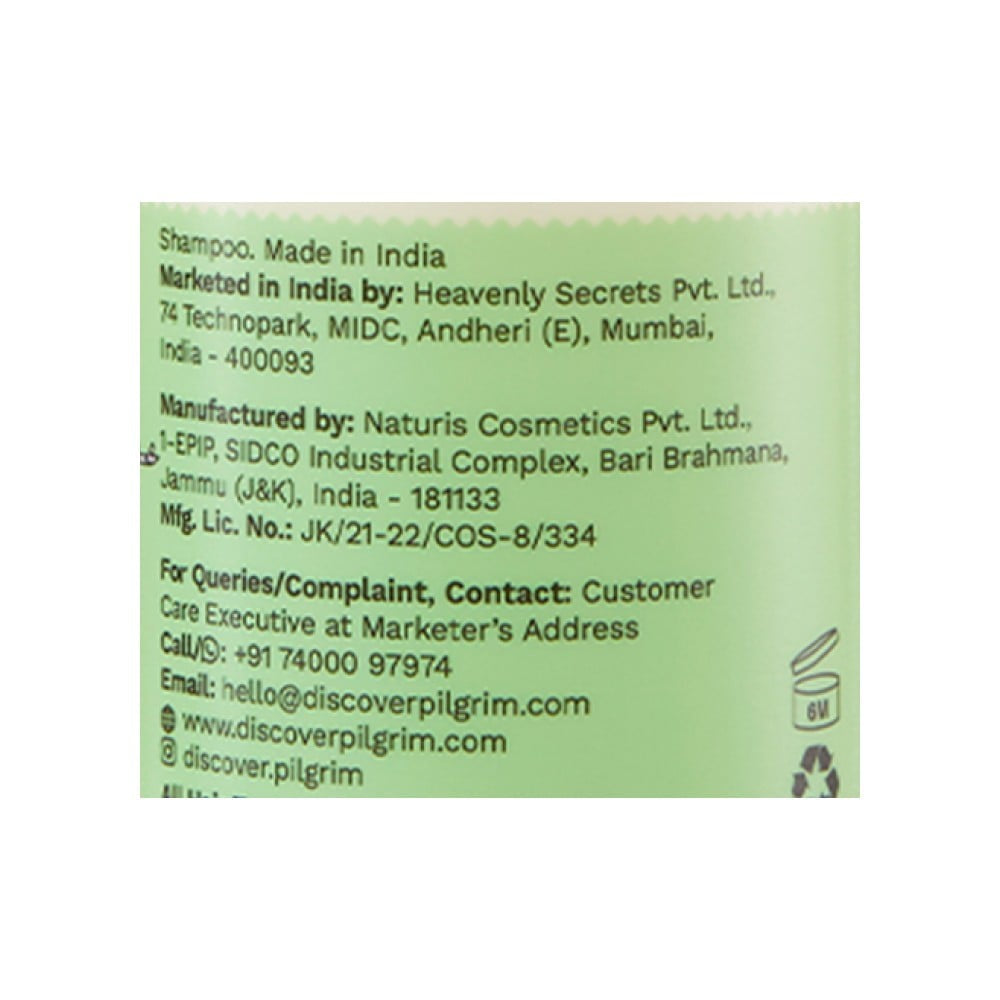 Shampoo. Made in India
Marketed in India by: Heavenly Secrets Pvt. Ltd.,
74 Technopark, MIDC, Andheri (E), Mumbai,
India - 400093
Manufactured by: Naturis Cosmetics Pvt. Ltd.,
1-EPIP, SIDCO Industrial Complex, Bari Brahmana,
Jammu (J&K), India - 181133
Mfg. Lic. No.: JK/21-22/COS-8/334
For Queries/Complaint, Contact: Customer
Care Executive at Marketer's Address
Call/: +91 74000 97974
Email: hello@discoverpilgrim.com
www.discoverpilgrim.com
discover.pilgrim
6M